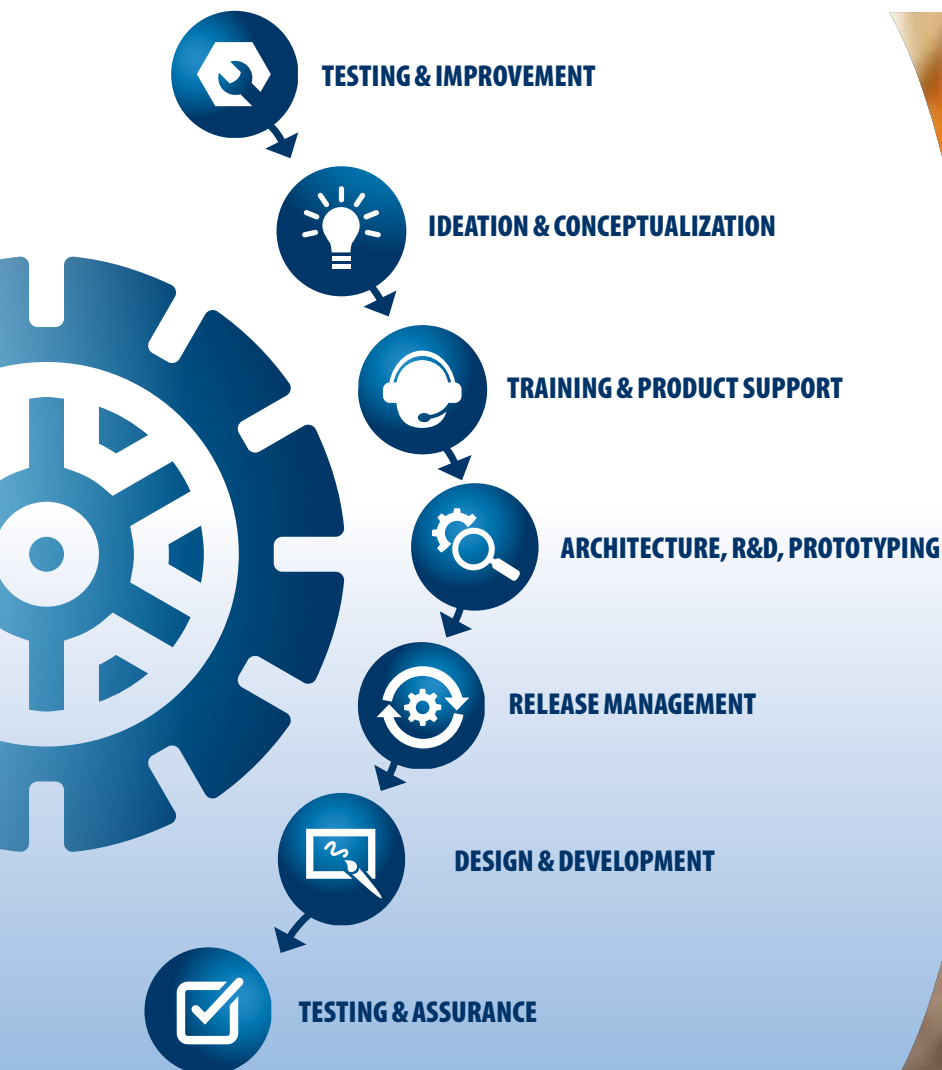 TESTING & IMPROVEMENT
IDEATION & CONCEPTUALIZATION
TRAINING & PRODUCT SUPPORT
ARCHITECTURE, R&D, PROTOTYPING
RELEASE MANAGEMENT
DESIGN & DEVELOPMENT
TESTING & ASSURANCE